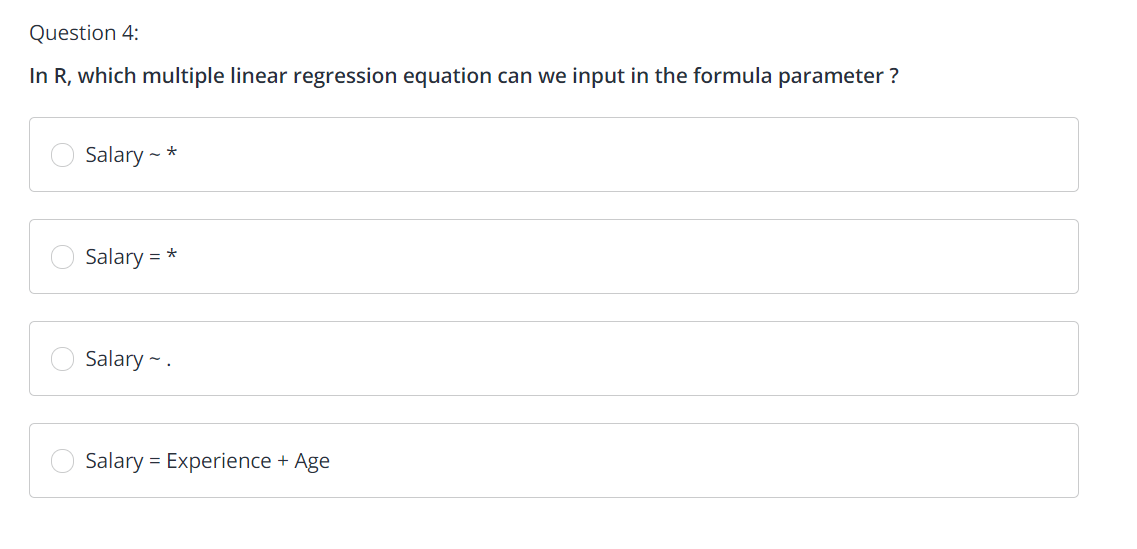 Question 4:
In R, which multiple linear regression equation can we input in the formula parameter ?
Salary ~ *
Salary = *
Salary ~ .
Salary = Experience + Age